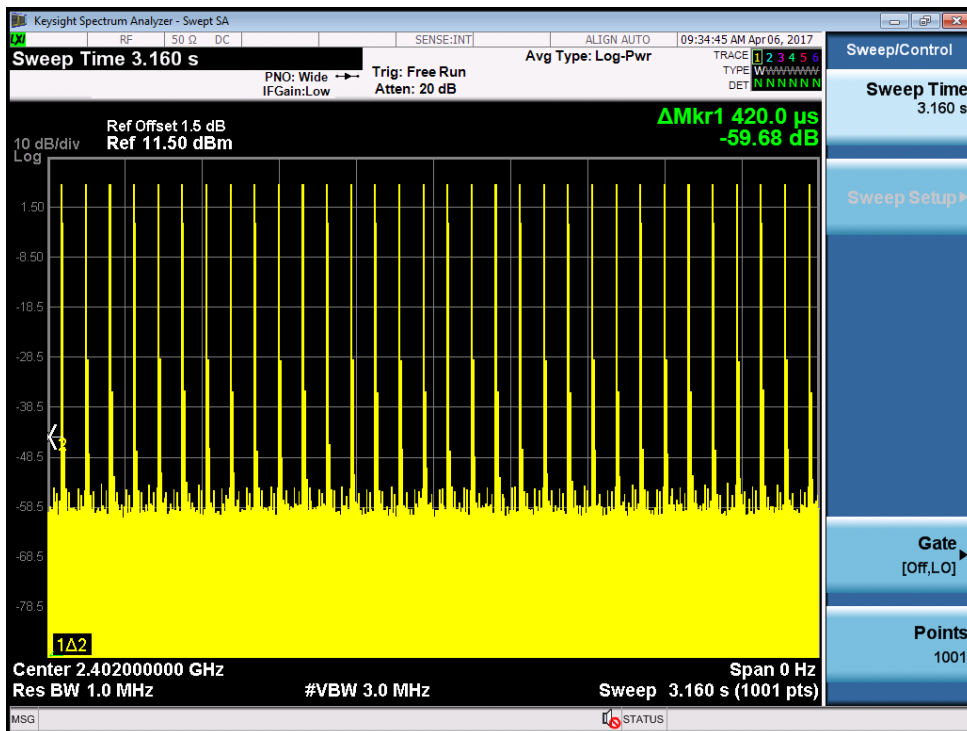 Keysight Spectrum Analyzer - Swept SA
LXI RF 50 Ω DC SENSE:INT ALIGN AUTO 09:34:45 AM Apr 06, 2017
Sweep Time 3.160 s
PNO: Wide
IFGain:Low
Trig: Free Run
Atten: 20 dB
Avg Type: Log-Pwr
TRACE 1 2 3 4 5 6
TYPE WWWWWW
DET N N N N N N
ΔMkr1 420.0 µs
-59.68 dB
Ref Offset 1.5 dB
10 dB/div Ref 11.50 dBm
Log
1.50
-8.50
-18.5
-28.5
-38.5
2
-48.5
-58.5
-68.5
-78.5
1Δ2
Center 2.402000000 GHz Span 0 Hz
Res BW 1.0 MHz #VBW 3.0 MHz Sweep 3.160 s (1001 pts)
MSG STATUS
Sweep/Control
Sweep Time
3.160 s
Sweep Setup
Gate
[Off,LO]
Points
1001